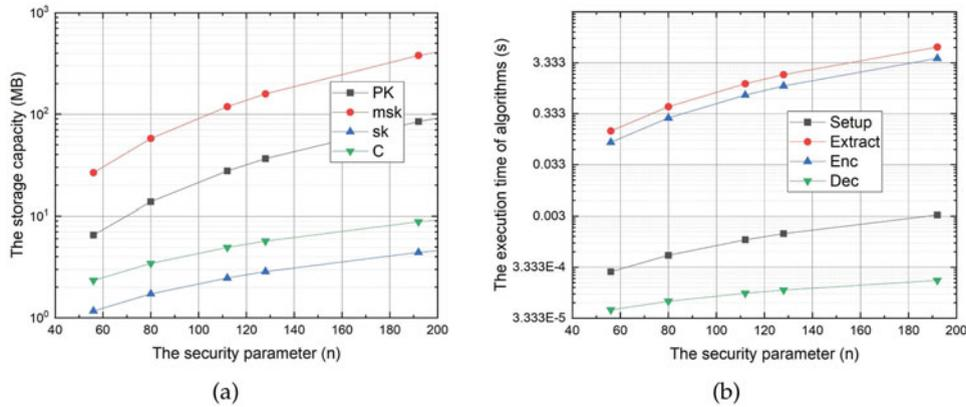 The storage capacity (MB)
10³
10²
10¹
10⁰
40 60 80 100 120 140 160 180 200
The security parameter (n)
PK
msk
sk
C
(a)
The execution time of algorithms (s)
3.333
0.333
0.033
0.003
3.333E-4
3.333E-5
40 60 80 100 120 140 160 180 200
The security parameter (n)
Setup
Extract
Enc
Dec
(b)